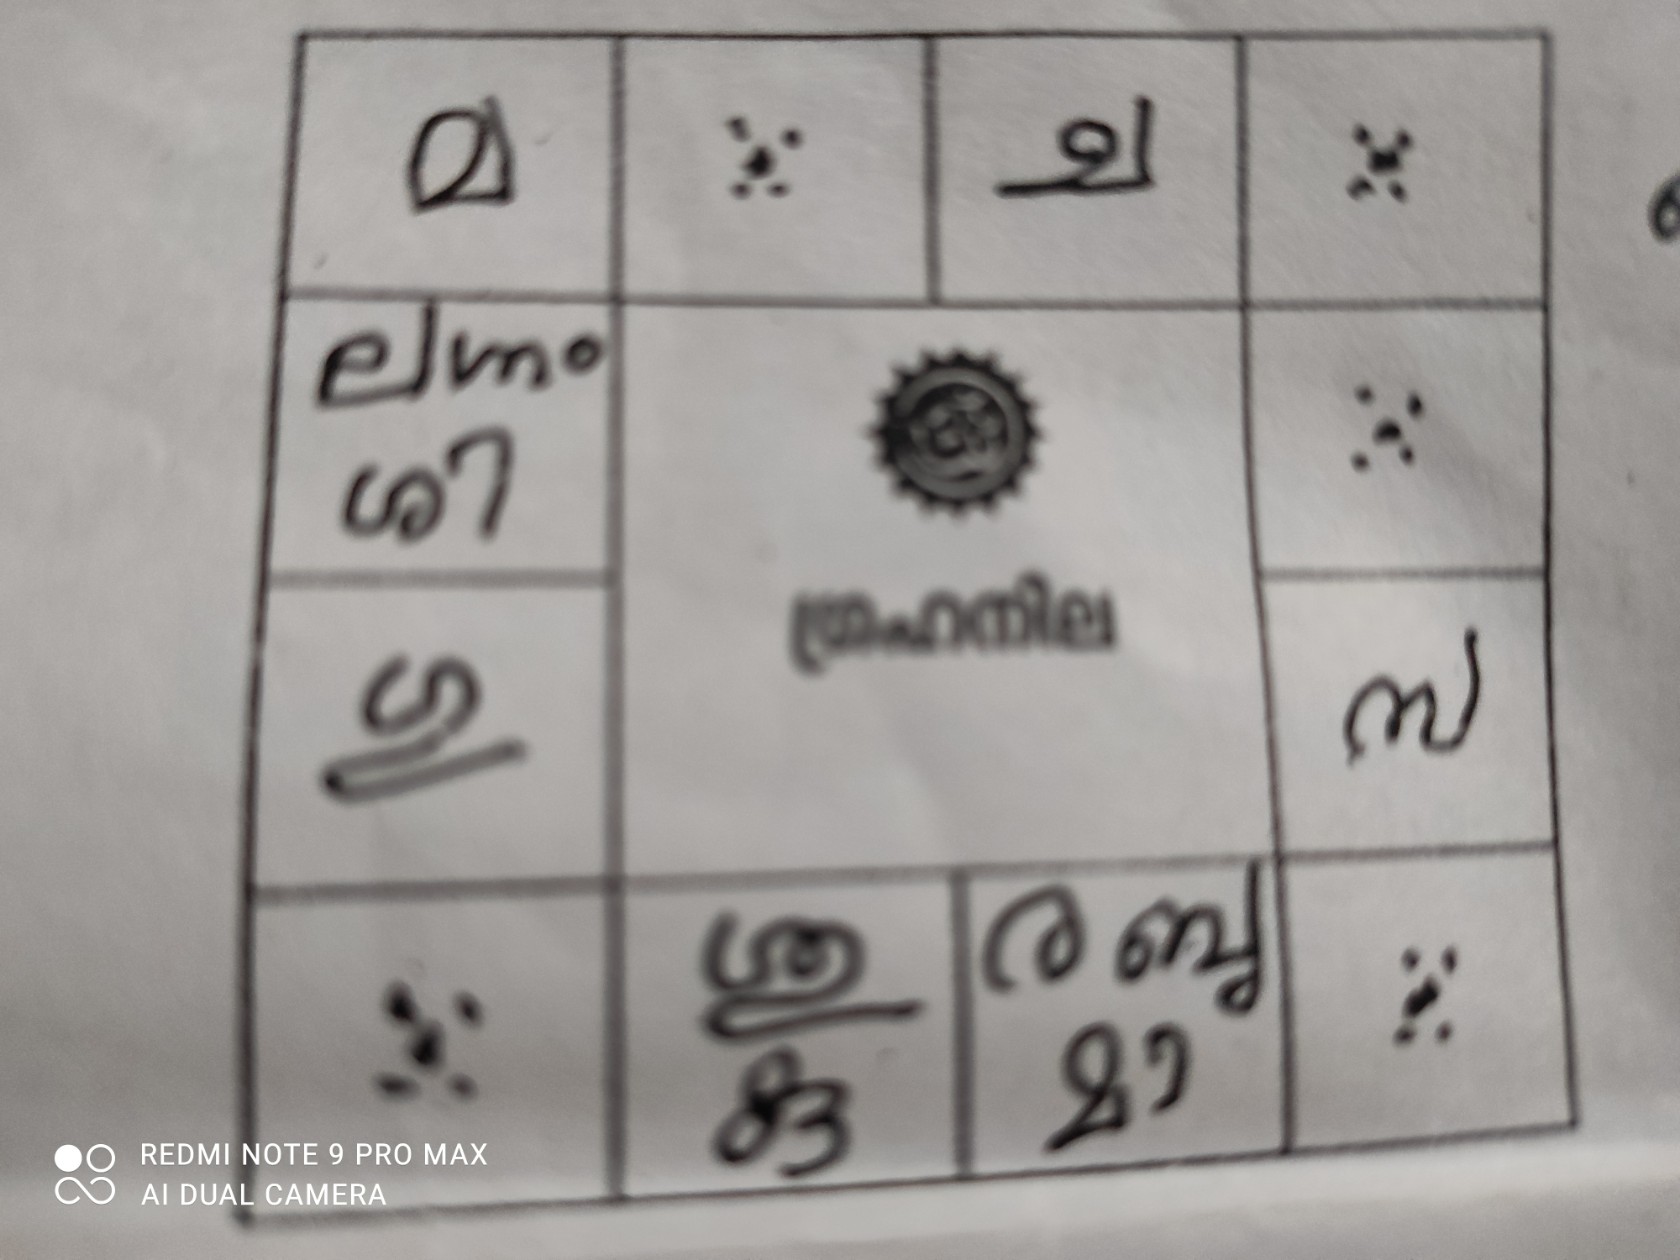 മ
ച
ലഗ്നം
ശി
ഗു
സ
ശു
കു
ര ബു
മാ
ഗ്രഹനില
REDMI NOTE 9 PRO MAX
AI DUAL CAMERA